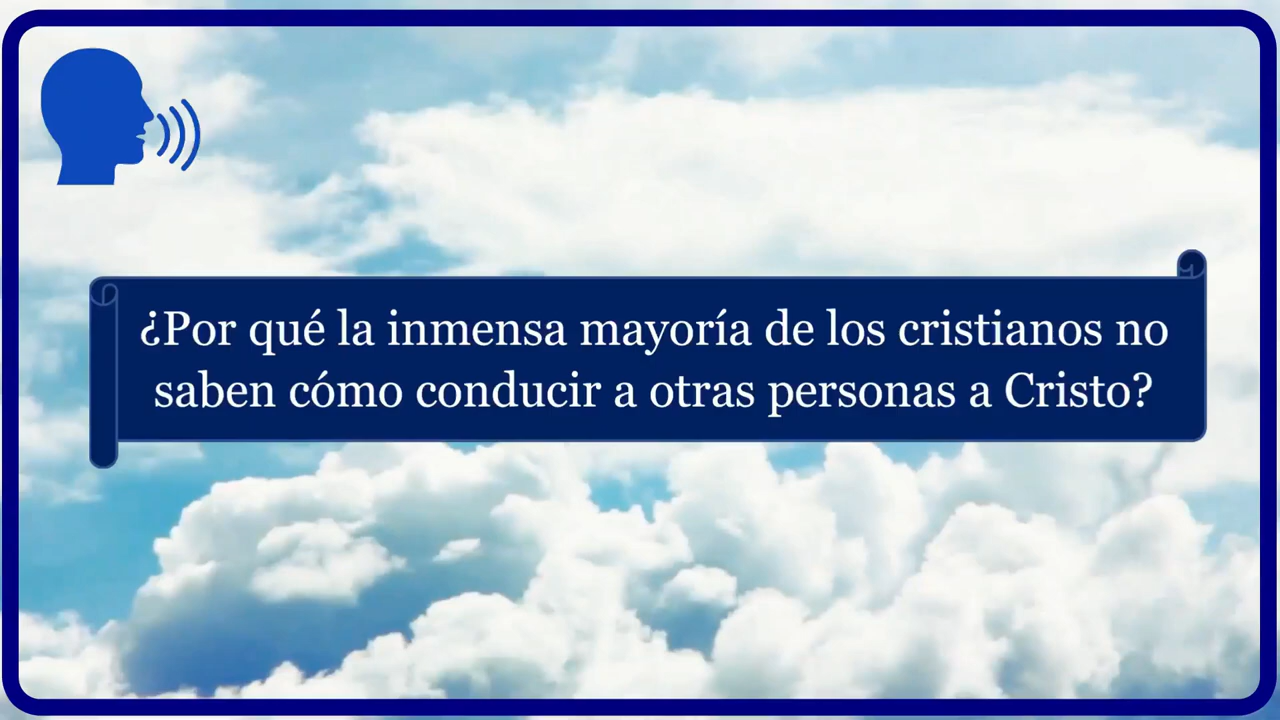 ¿Por qué la inmensa mayoría de los cristianos no
saben cómo conducir a otras personas a Cristo?